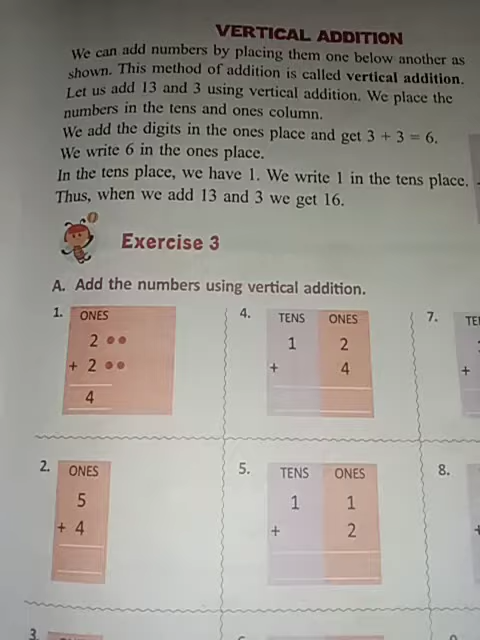 VERTICAL ADDITION
We can add numbers by placing them one below another as
shown. This method of addition is called vertical addition.
Let us add 13 and 3 using vertical addition. We place the
numbers in the tens and ones column.
We add the digits in the ones place and get 3 + 3 = 6.
We write 6 in the ones place.
In the tens place, we have 1. We write 1 in the tens place.
Thus, when we add 13 and 3 we get 16.
Exercise 3
A. Add the numbers using vertical addition.
1. ONES
2
+ 2
4
4. TENS ONES
1 2
+ 4
7.
+
2. ONES
5
+ 4
5. TENS ONES
1 1
+ 2
8.
3.